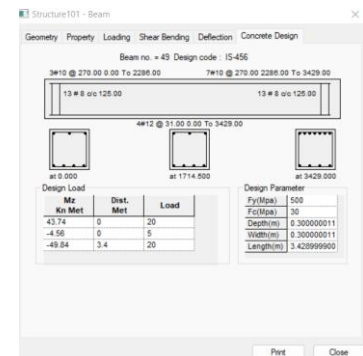 Structure101 - Beam
Geometry Property Loading Shear Bending Deflection Concrete Design
Beam no. = 49 Design code : IS-456
3#10 @ 270.00 0.00 To 2286.00 7#10 @ 270.00 2286.00 To 3429.00
13 # 8 c/c 125.00 13 # 8 c/c 125.00
4#12 @ 31.00 0.00 To 3429.00
at 0.000 at 1714.500 at 3429.000
Design Load Design Parameter
Mz Dist. Load
Kn Met Met
43.74 0 20
-4.56 0 5
-49.84 3.4 20
Fy(Mpa) 500
Fc(Mpa) 30
Depth(m) 0.300000011
Width(m) 0.300000011
Length(m) 3.428999900
Print Close